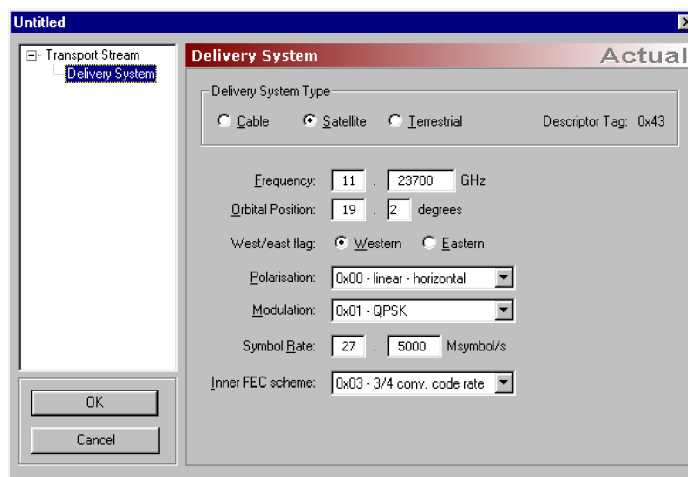 Untitled
Transport Stream
Delivery System
Delivery System Actual
Delivery System Type
Cable Satellite Terrestrial Descriptor Tag: 0x43
Frequency: 11 . 23700 GHz
Orbital Position: 19 . 2 degrees
West/east flag: Western Eastern
Polarisation: 0x00 - linear - horizontal
Modulation: 0x01 - QPSK
Symbol Rate: 27 . 5000 Msymbol/s
Inner FEC scheme: 0x03 - 3/4 conv. code rate
OK
Cancel